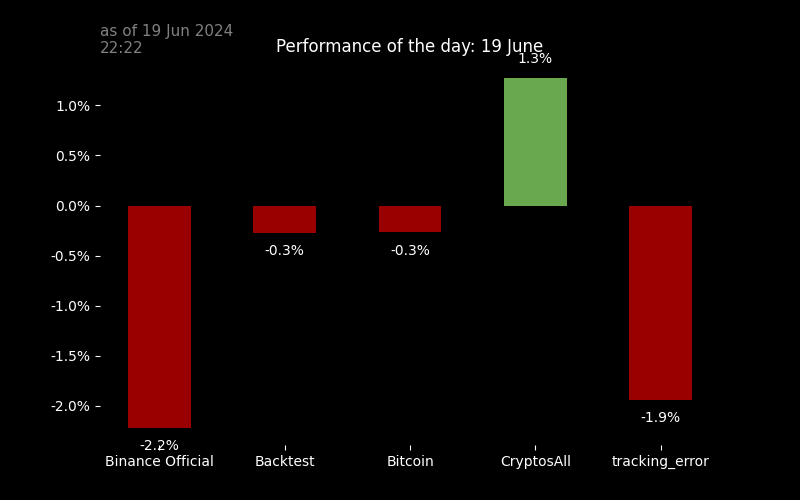 as of 19 Jun 2024
22:22
Performance of the day: 19 June
1.3%
1.0%
0.5%
0.0%
-0.5%
-1.0%
-1.5%
-2.0%
-0.3%
-0.3%
-1.9%
-2.2%
Binance Official
Backtest
Bitcoin
CryptosAll
tracking_error